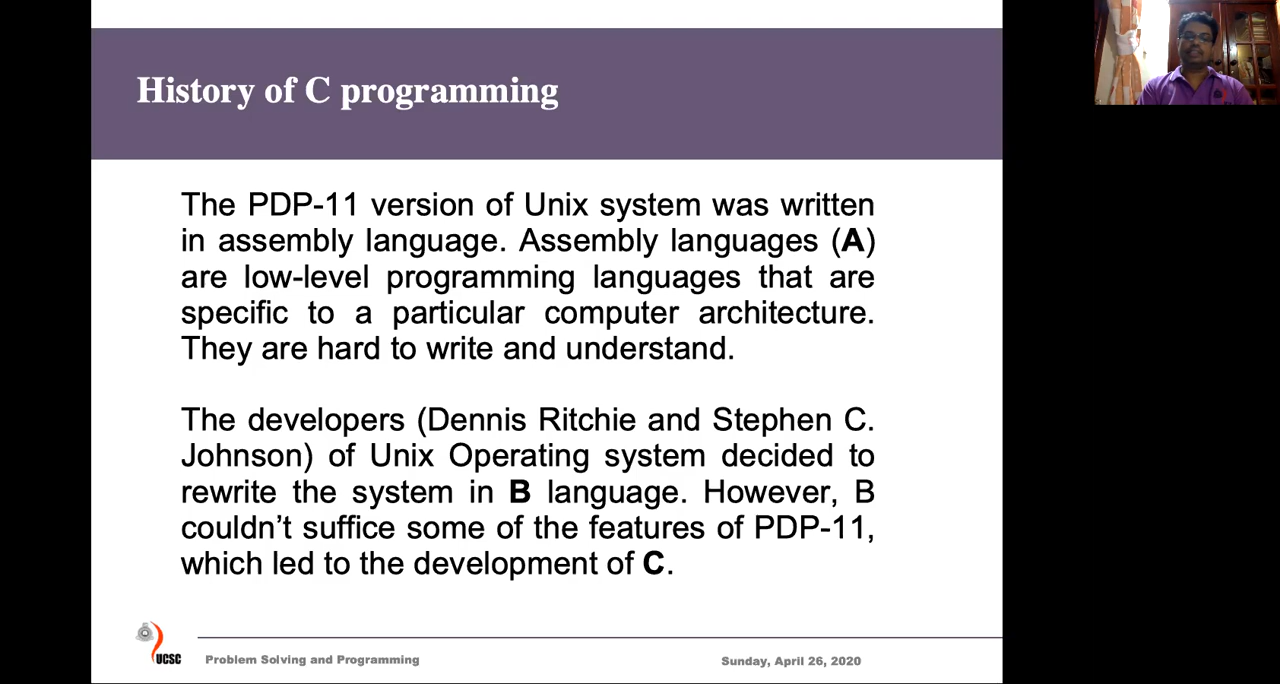 History of C programming
The PDP-11 version of Unix system was written
in assembly language. Assembly languages (A)
are low-level programming languages that are
specific to a particular computer architecture.
They are hard to write and understand.
The developers (Dennis Ritchie and Stephen C.
Johnson) of Unix Operating system decided to
rewrite the system in B language. However, B
couldn’t suffice some of the features of PDP-11,
which led to the development of C.
UCSC
Problem Solving and Programming
Sunday, April 26, 2020